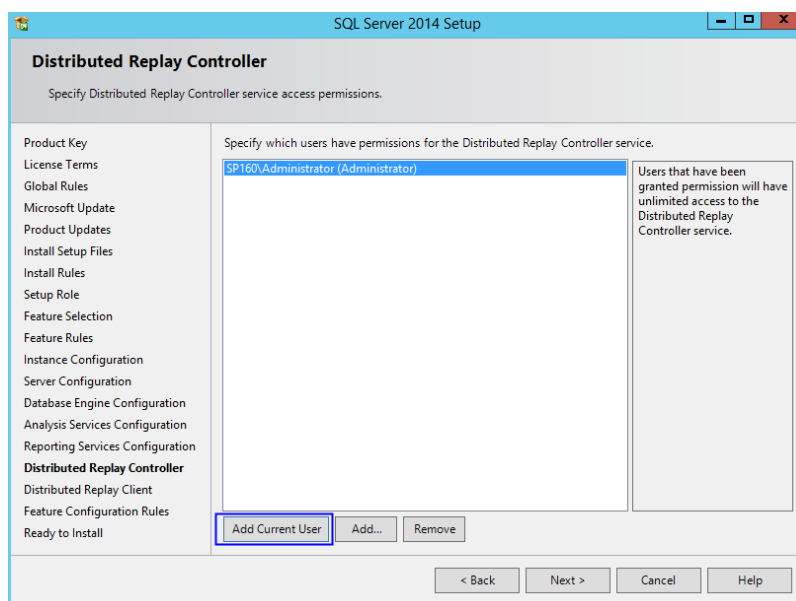 SQL Server 2014 Setup
Distributed Replay Controller
Specify Distributed Replay Controller service access permissions.
Product Key
License Terms
Global Rules
Microsoft Update
Product Updates
Install Setup Files
Install Rules
Setup Role
Feature Selection
Feature Rules
Instance Configuration
Server Configuration
Database Engine Configuration
Analysis Services Configuration
Reporting Services Configuration
Distributed Replay Controller
Distributed Replay Client
Feature Configuration Rules
Ready to Install
Specify which users have permissions for the Distributed Replay Controller service.
SP160\Administrator (Administrator)
Users that have been
granted permission will have
unlimited access to the
Distributed Replay
Controller service.
Add Current User
Add...
Remove
< Back
Next >
Cancel
Help